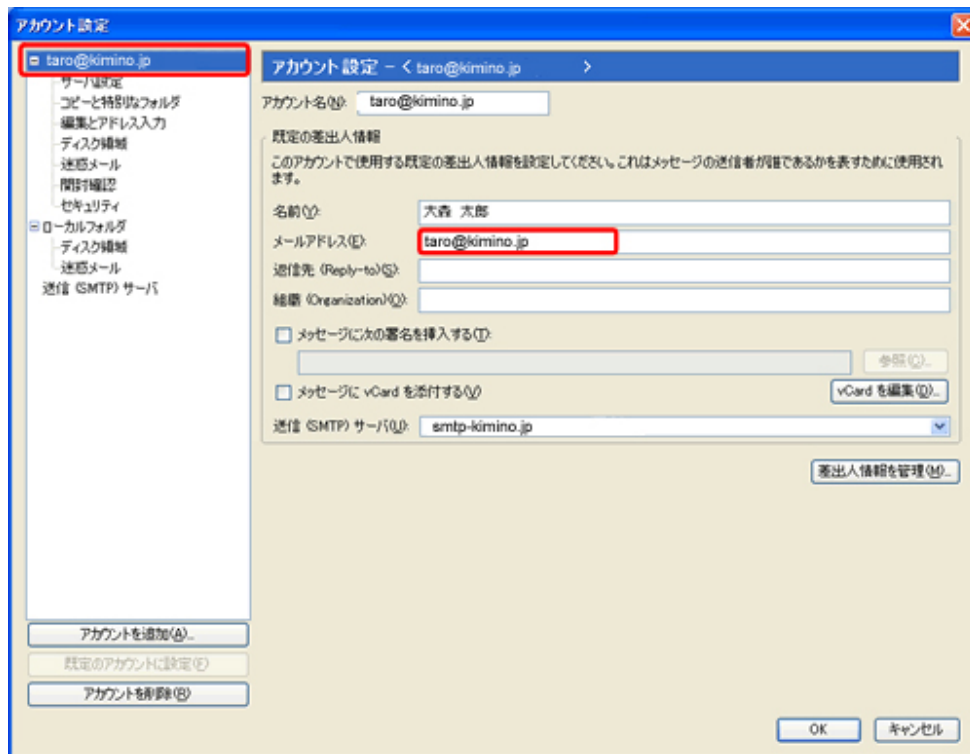 アカウント設定
taro@kimino.jp
サーバ設定
コピーと特別なフォルダ
編集とアドレス入力
ディスク領域
迷惑メール
開封確認
セキュリティ
ローカルフォルダ
ディスク領域
迷惑メール
送信 (SMTP) サーバ
アカウントを追加(A)...
既定のアカウントに設定(F)
アカウントを削除(R)
アカウント設定 - < taro@kimino.jp >
アカウント名(N): taro@kimino.jp
既定の差出人情報
このアカウントで使用する既定の差出人情報を設定してください。これはメッセージの送信者が誰であるかを表すために使用され
ます。
名前(Y): 大森 太郎
メールアドレス(E): taro@kimino.jp
返信先 (Reply-to)(S):
組織 (Organization)(O):
メッセージに次の署名を挿入する(T):
参照(C)...
メッセージに vCard を添付する(V)
vCard を編集(D)...
送信 (SMTP) サーバ(U): smtp-kimino.jp
差出人情報を管理(M)...
OK キャンセル